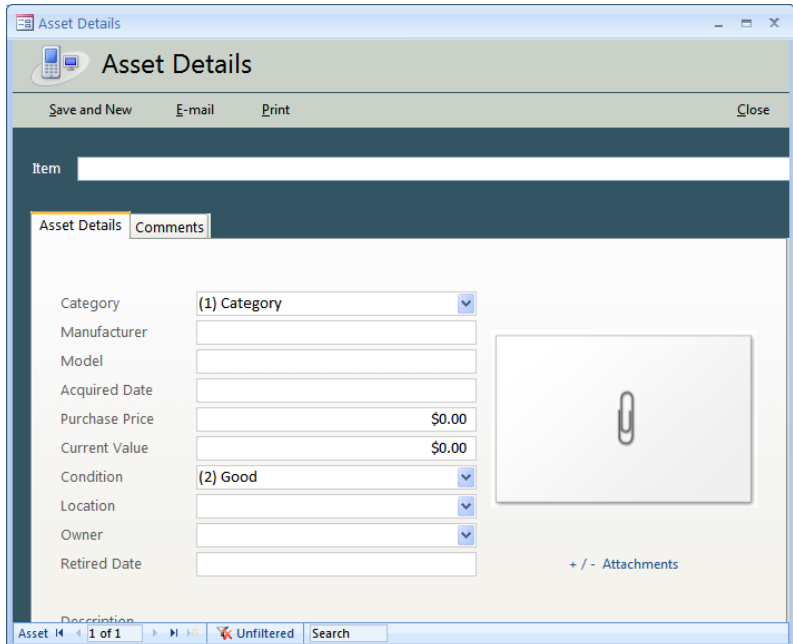 Asset Details
Asset Details
Save and New E-mail Print Close
Item
Asset Details Comments
Category (1) Category
Manufacturer
Model
Acquired Date
Purchase Price $0.00
Current Value $0.00
Condition (2) Good
Location
Owner
Retired Date + / - Attachments
Description
Asset 1 of 1 Unfiltered Search